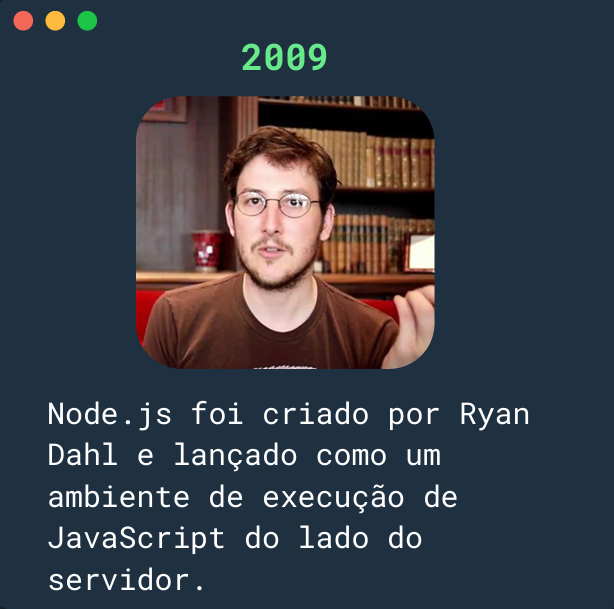 2009
Node.js foi criado por Ryan
Dahl e lançado como um
ambiente de execução de
JavaScript do lado do
servidor.